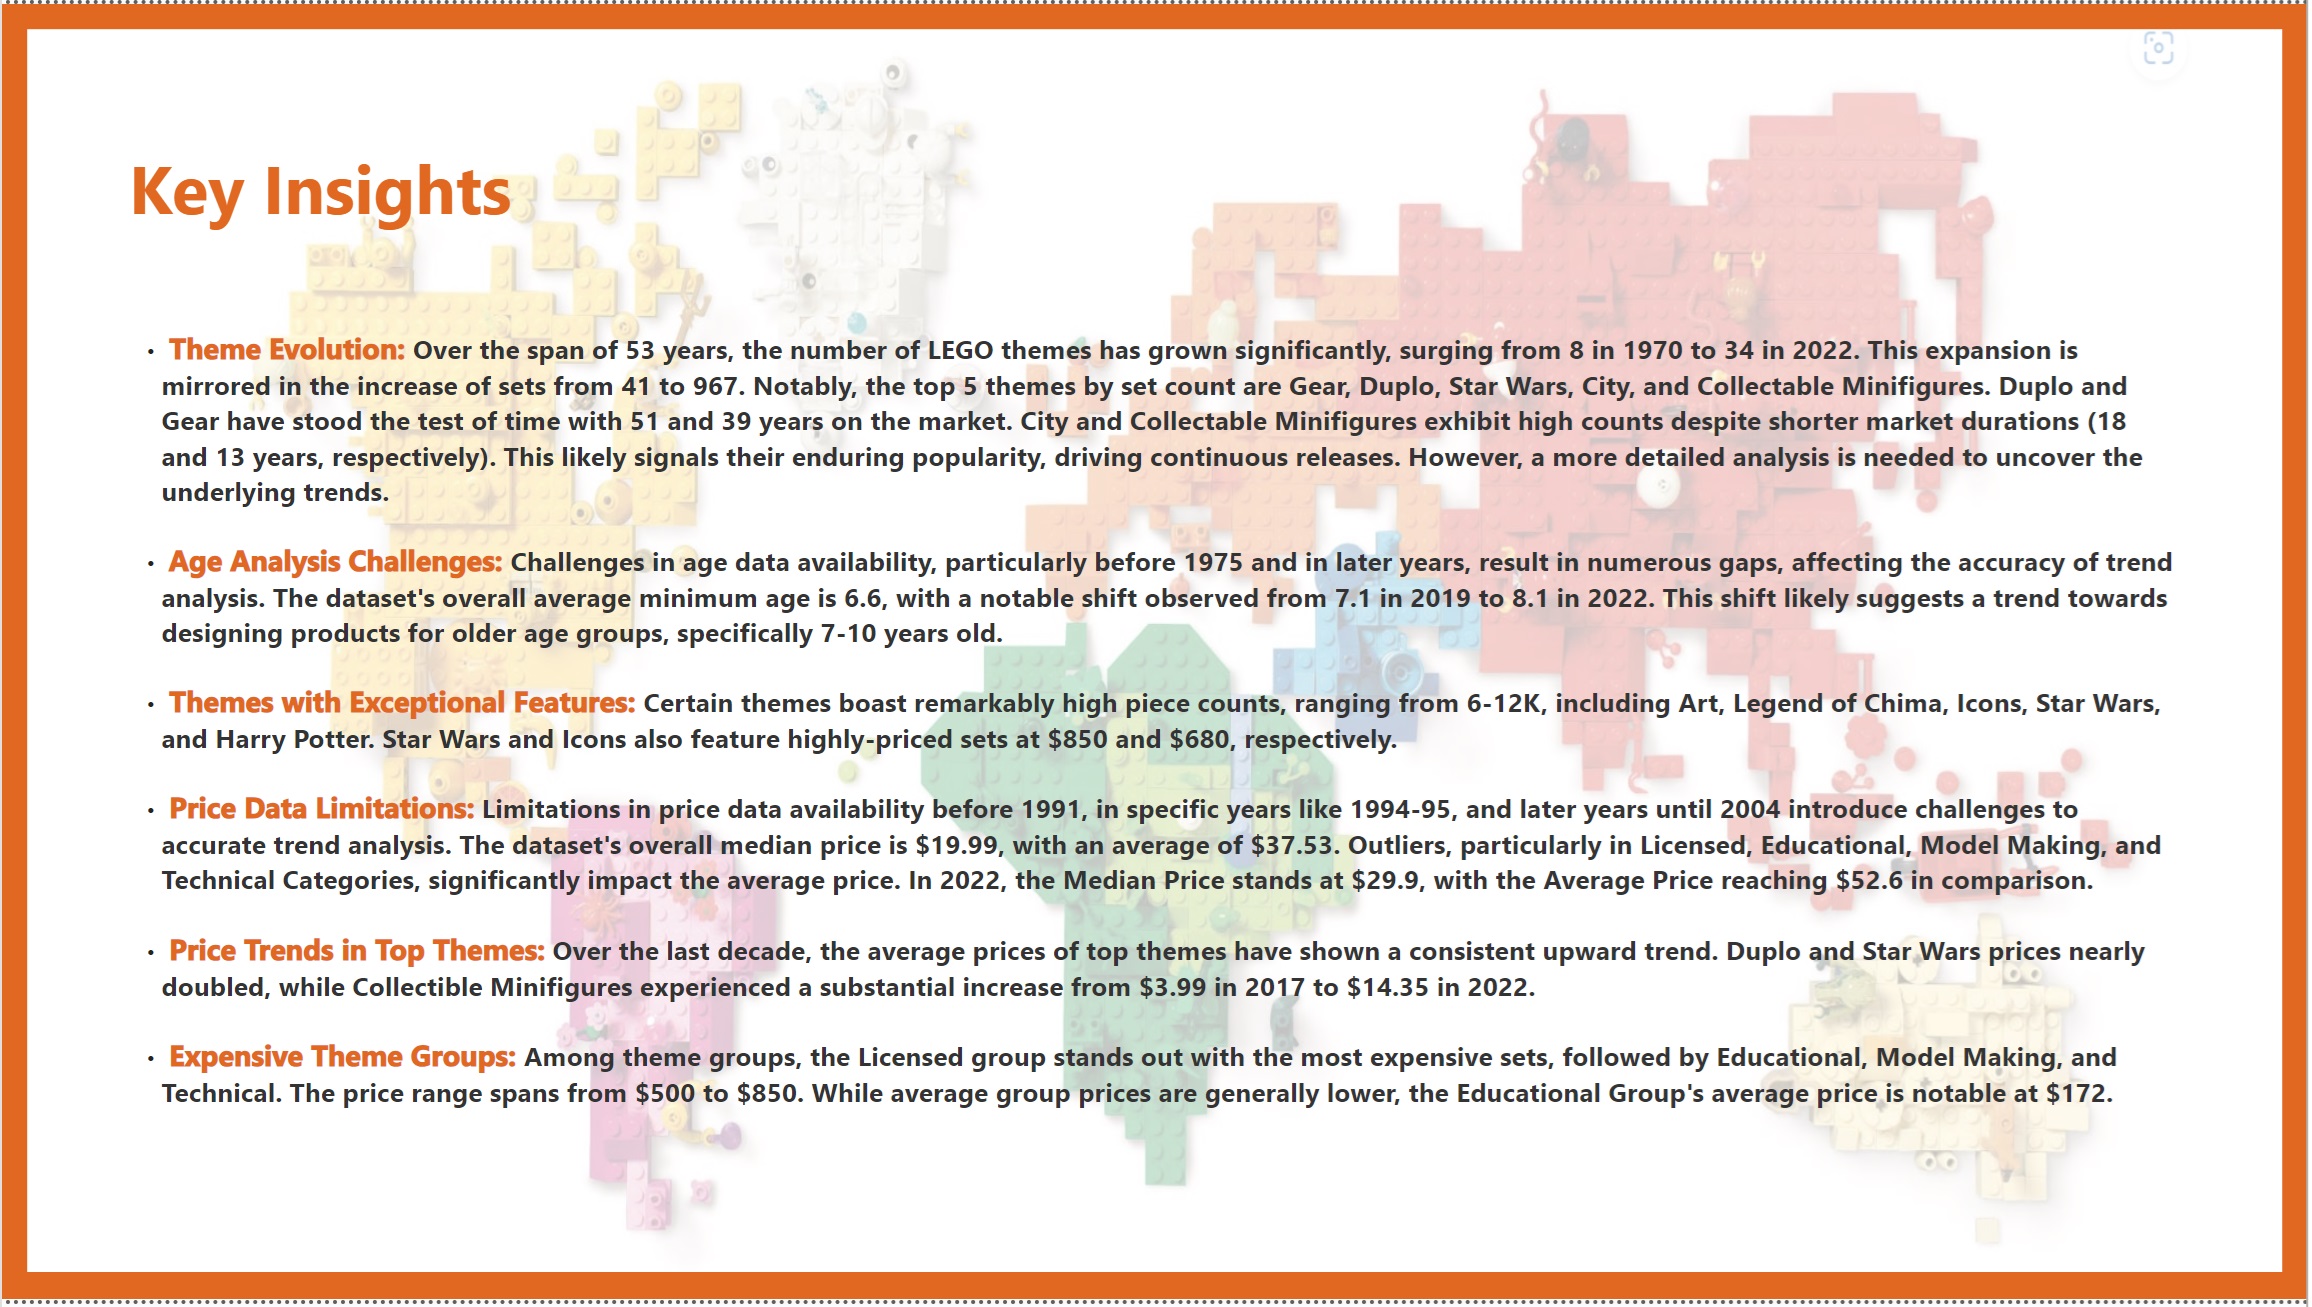 Key Insights
• Theme Evolution: Over the span of 53 years, the number of LEGO themes has grown significantly, surging from 8 in 1970 to 34 in 2022. This expansion is
mirrored in the increase of sets from 41 to 967. Notably, the top 5 themes by set count are Gear, Duplo, Star Wars, City, and Collectable Minifigures. Duplo and
Gear have stood the test of time with 51 and 39 years on the market. City and Collectable Minifigures exhibit high counts despite shorter market durations (18
and 13 years, respectively). This likely signals their enduring popularity, driving continuous releases. However, a more detailed analysis is needed to uncover the
underlying trends.
• Age Analysis Challenges: Challenges in age data availability, particularly before 1975 and in later years, result in numerous gaps, affecting the accuracy of trend
analysis. The dataset's overall average minimum age is 6.6, with a notable shift observed from 7.1 in 2019 to 8.1 in 2022. This shift likely suggests a trend towards
designing products for older age groups, specifically 7-10 years old.
• Themes with Exceptional Features: Certain themes boast remarkably high piece counts, ranging from 6-12K, including Art, Legend of Chima, Icons, Star Wars,
and Harry Potter. Star Wars and Icons also feature highly-priced sets at $850 and $680, respectively.
• Price Data Limitations: Limitations in price data availability before 1991, in specific years like 1994-95, and later years until 2004 introduce challenges to
accurate trend analysis. The dataset's overall median price is $19.99, with an average of $37.53. Outliers, particularly in Licensed, Educational, Model Making, and
Technical Categories, significantly impact the average price. In 2022, the Median Price stands at $29.9, with the Average Price reaching $52.6 in comparison.
• Price Trends in Top Themes: Over the last decade, the average prices of top themes have shown a consistent upward trend. Duplo and Star Wars prices nearly
doubled, while Collectible Minifigures experienced a substantial increase from $3.99 in 2017 to $14.35 in 2022.
• Expensive Theme Groups: Among theme groups, the Licensed group stands out with the most expensive sets, followed by Educational, Model Making, and
Technical. The price range spans from $500 to $850. While average group prices are generally lower, the Educational Group's average price is notable at $172.